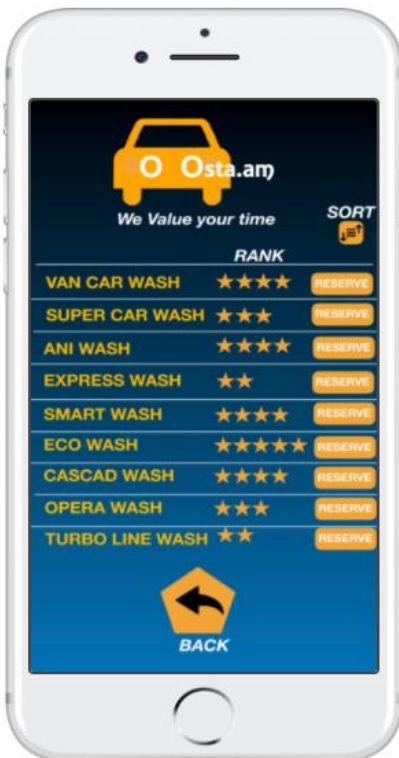 O Osta.am
We Value your time
SORT
RANK
VAN CAR WASH RESERVE
SUPER CAR WASH RESERVE
ANI WASH RESERVE
EXPRESS WASH RESERVE
SMART WASH RESERVE
ECO WASH RESERVE
CASCAD WASH RESERVE
OPERA WASH RESERVE
TURBO LINE WASH RESERVE
BACK